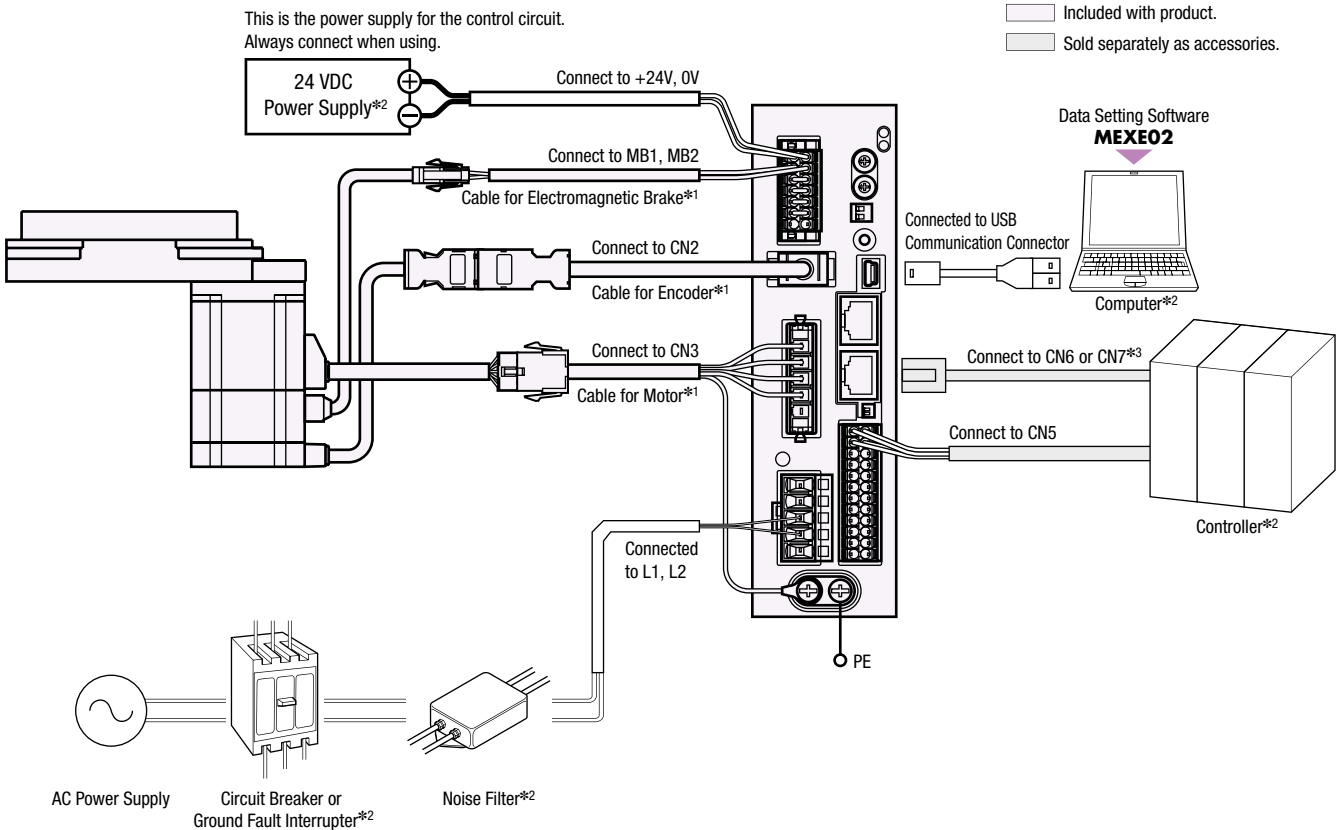 This is the power supply for the control circuit.
Always connect when using.
Included with product.
Sold separately as accessories.
24 VDC
Power Supply*2
Connect to +24V, 0V
Connect to MB1, MB2
Cable for Electromagnetic Brake*1
Connect to CN2
Cable for Encoder*1
Connect to CN3
Cable for Motor*1
Data Setting Software
MEXE02
Connected to USB
Communication Connector
Computer*2
Connect to CN6 or CN7*3
Connect to CN5
Controller*2
Connected
to L1, L2
PE
AC Power Supply
Circuit Breaker or
Ground Fault Interrupter*2
Noise Filter*2